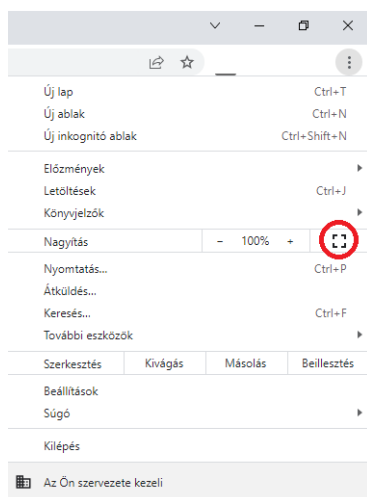 Új lap Ctrl+T
Új ablak Ctrl+N
Új inkognitó ablak Ctrl+Shift+N
Előzmények
Letöltések Ctrl+J
Könyvjelzők
Nagyítás - 100% +
Nyomtatás... Ctrl+P
Átküldés...
Keresés... Ctrl+F
További eszközök
Szerkesztés Kivágás Másolás Beillesztés
Beállítások
Súgó
Kilépés
Az Ön szervezete kezeli